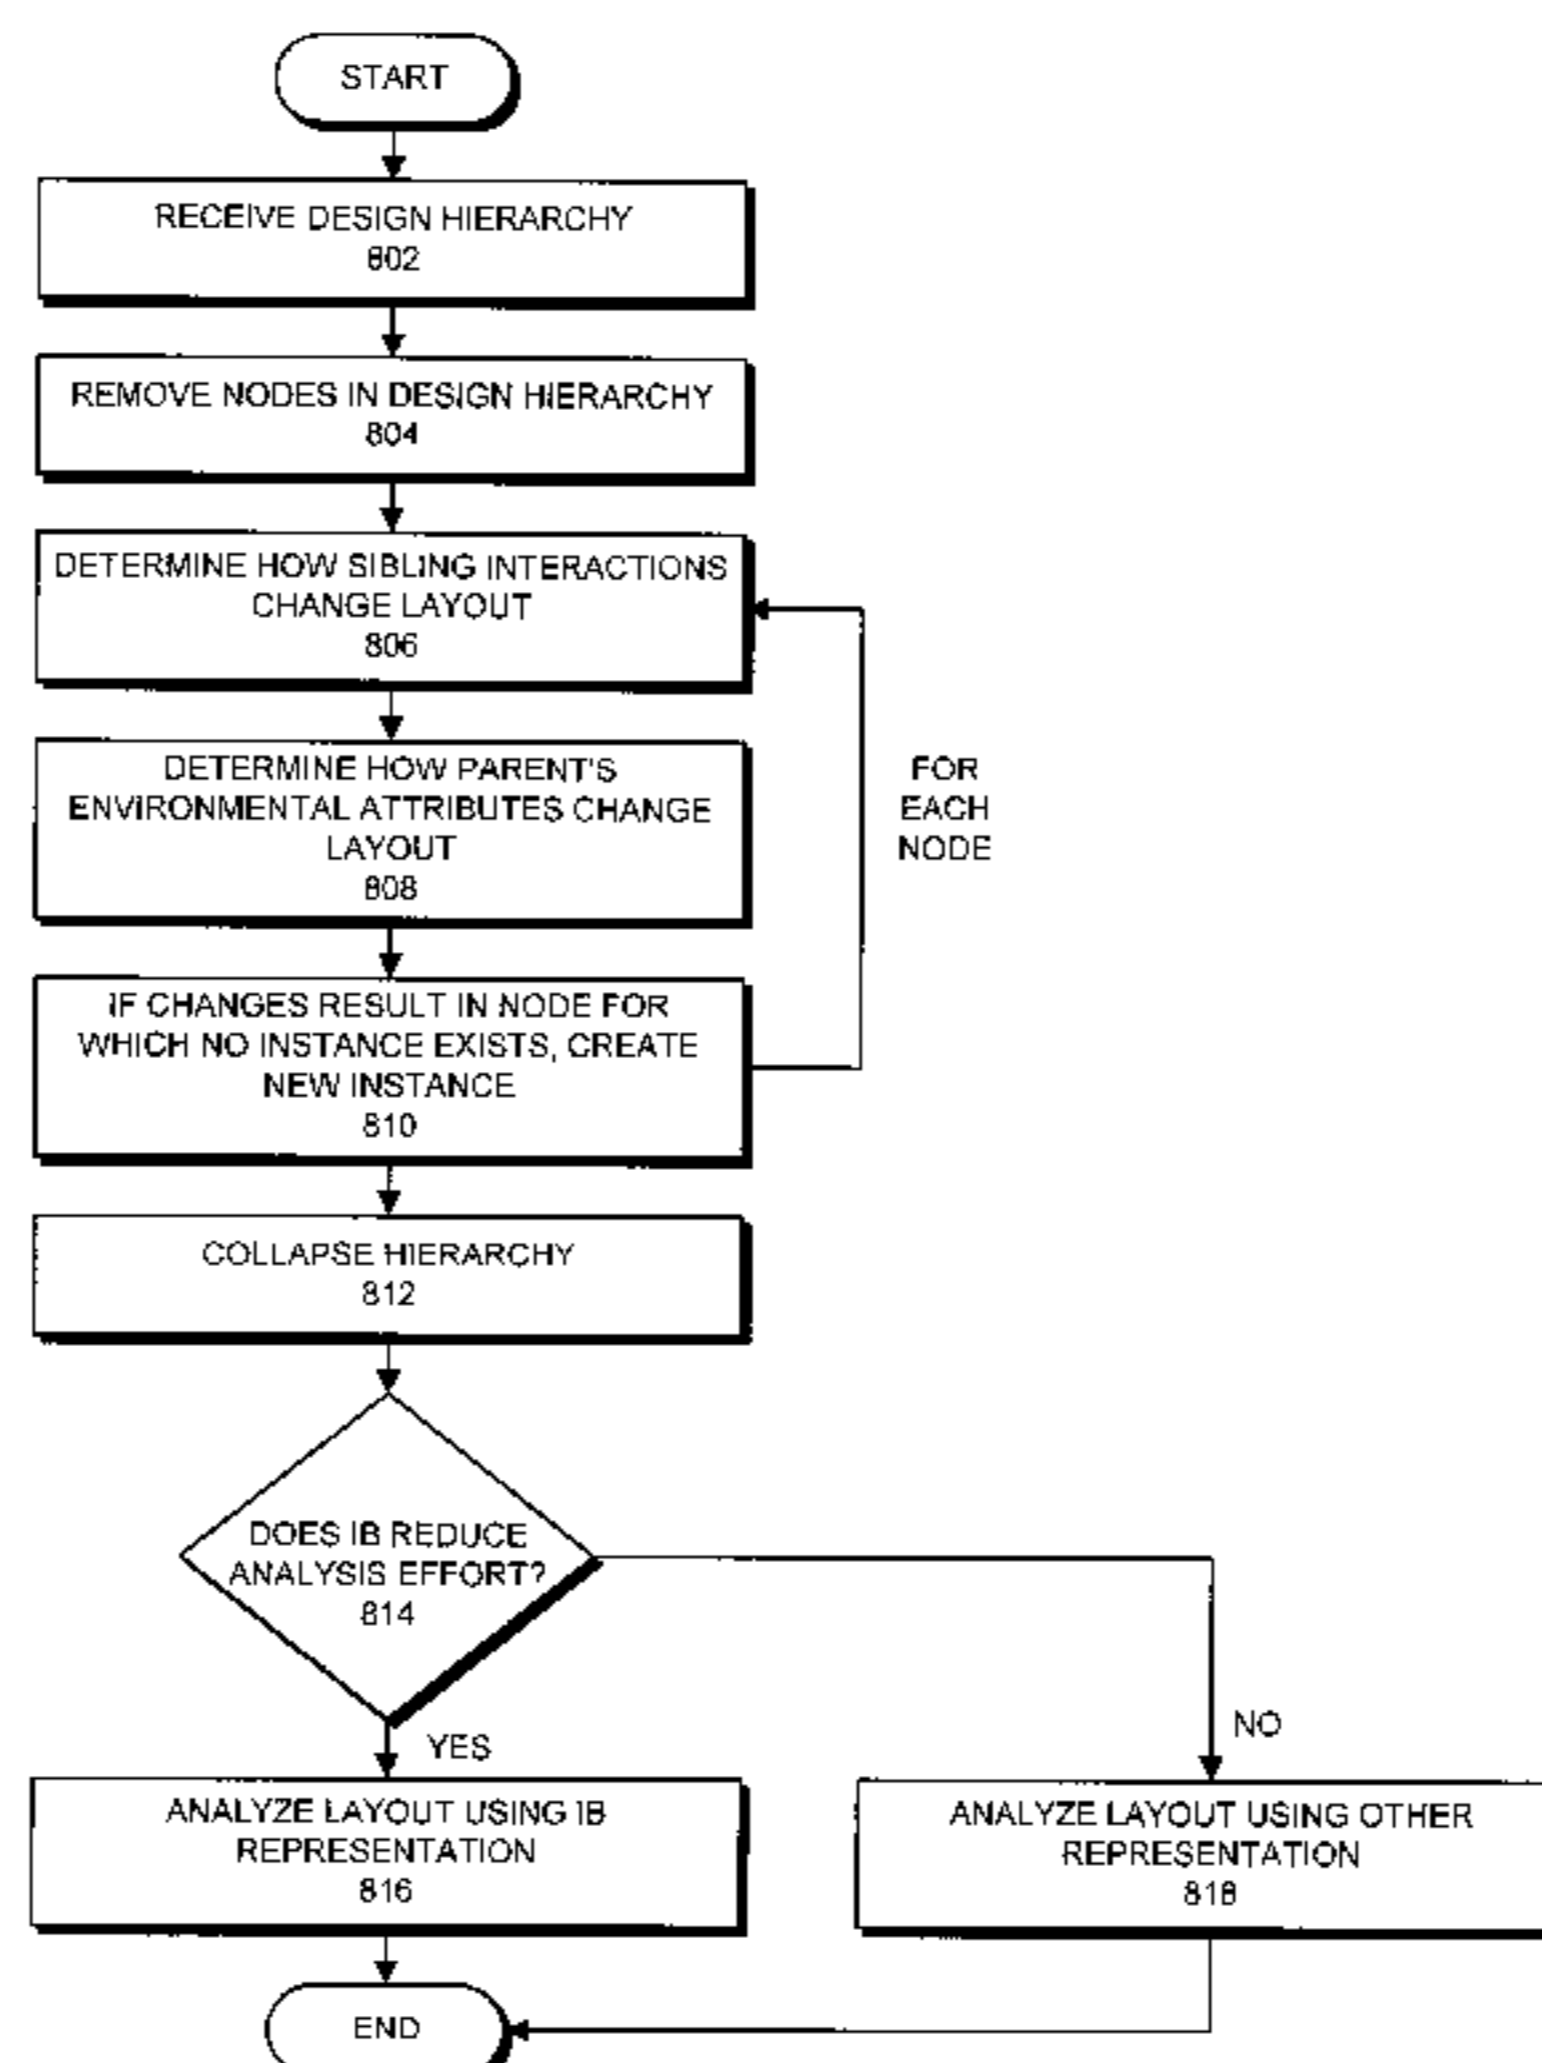 START
RECEIVE DESIGN HIERARCHY
802
REMOVE NODES IN DESIGN HIERARCHY
804
DETERMINE HOW SIBLING INTERACTIONS
CHANGE LAYOUT
806
DETERMINE HOW PARENT'S
ENVIRONMENTAL ATTRIBUTES CHANGE
LAYOUT
808
FOR
EACH
NODE
IF CHANGES RESULT IN NODE FOR
WHICH NO INSTANCE EXISTS, CREATE
NEW INSTANCE
810
COLLAPSE HIERARCHY
812
DOES IB REDUCE
ANALYSIS EFFORT?
814
YES
NO
ANALYZE LAYOUT USING IB
REPRESENTATION
816
ANALYZE LAYOUT USING OTHER
REPRESENTATION
818
END